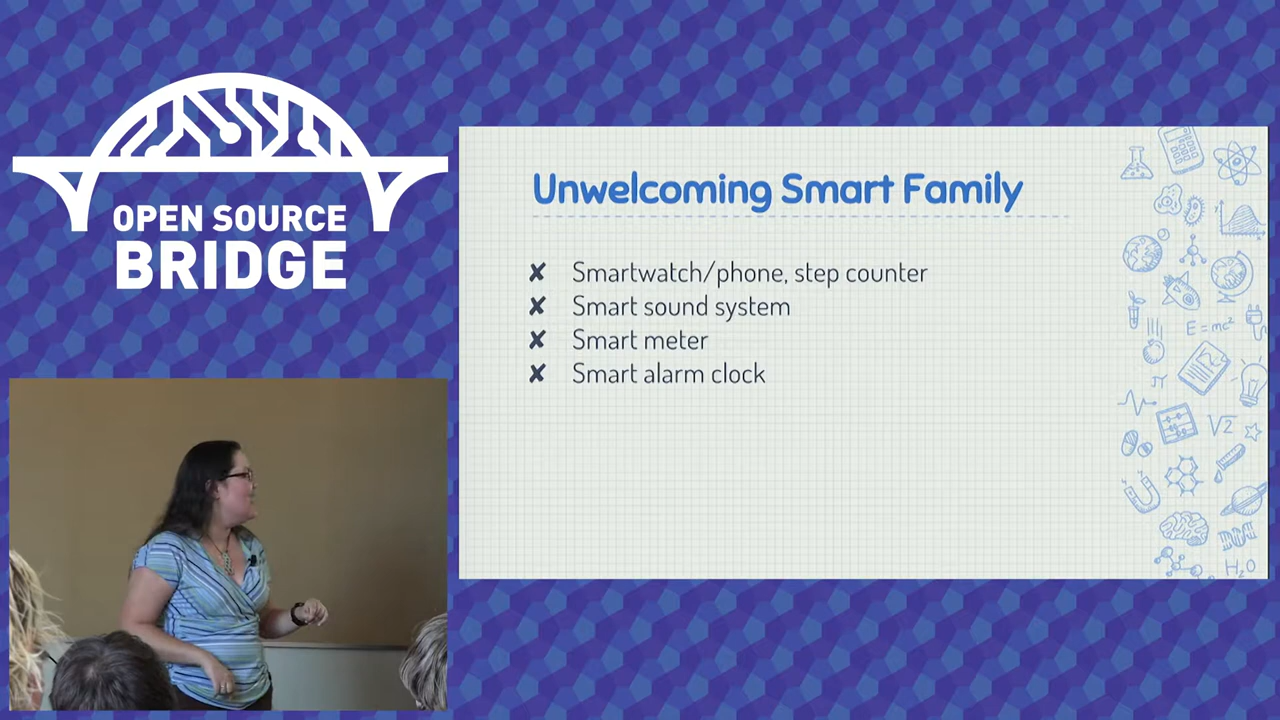 OPEN SOURCE
BRIDGE
Unwelcoming Smart Family
✘ Smartwatch/phone, step counter
✘ Smart sound system
✘ Smart meter
✘ Smart alarm clock
E=mc²
√2
H₂O